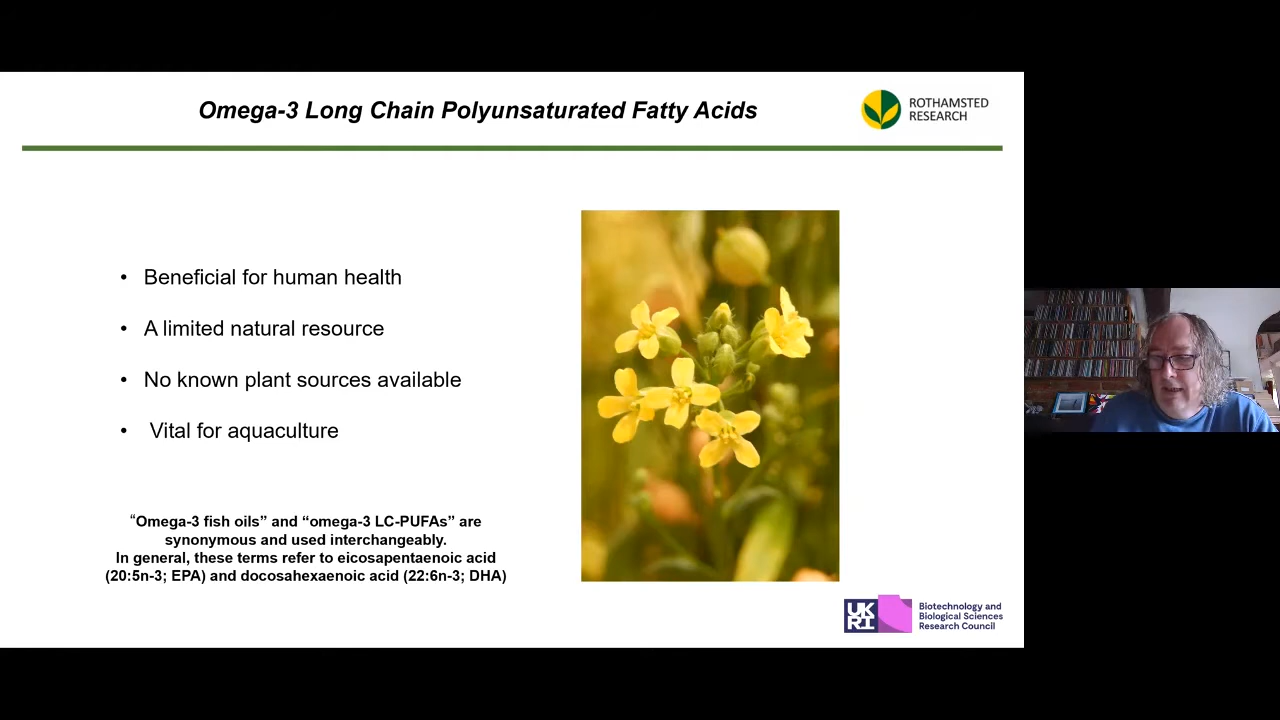 Omega-3 Long Chain Polyunsaturated Fatty Acids
ROTHAMSTED
RESEARCH
• Beneficial for human health
• A limited natural resource
• No known plant sources available
• Vital for aquaculture
“Omega-3 fish oils” and “omega-3 LC-PUFAs” are
synonymous and used interchangeably.
In general, these terms refer to eicosapentaenoic acid
(20:5n-3; EPA) and docosahexaenoic acid (22:6n-3; DHA)
UK
RI
Biotechnology and
Biological Sciences
Research Council